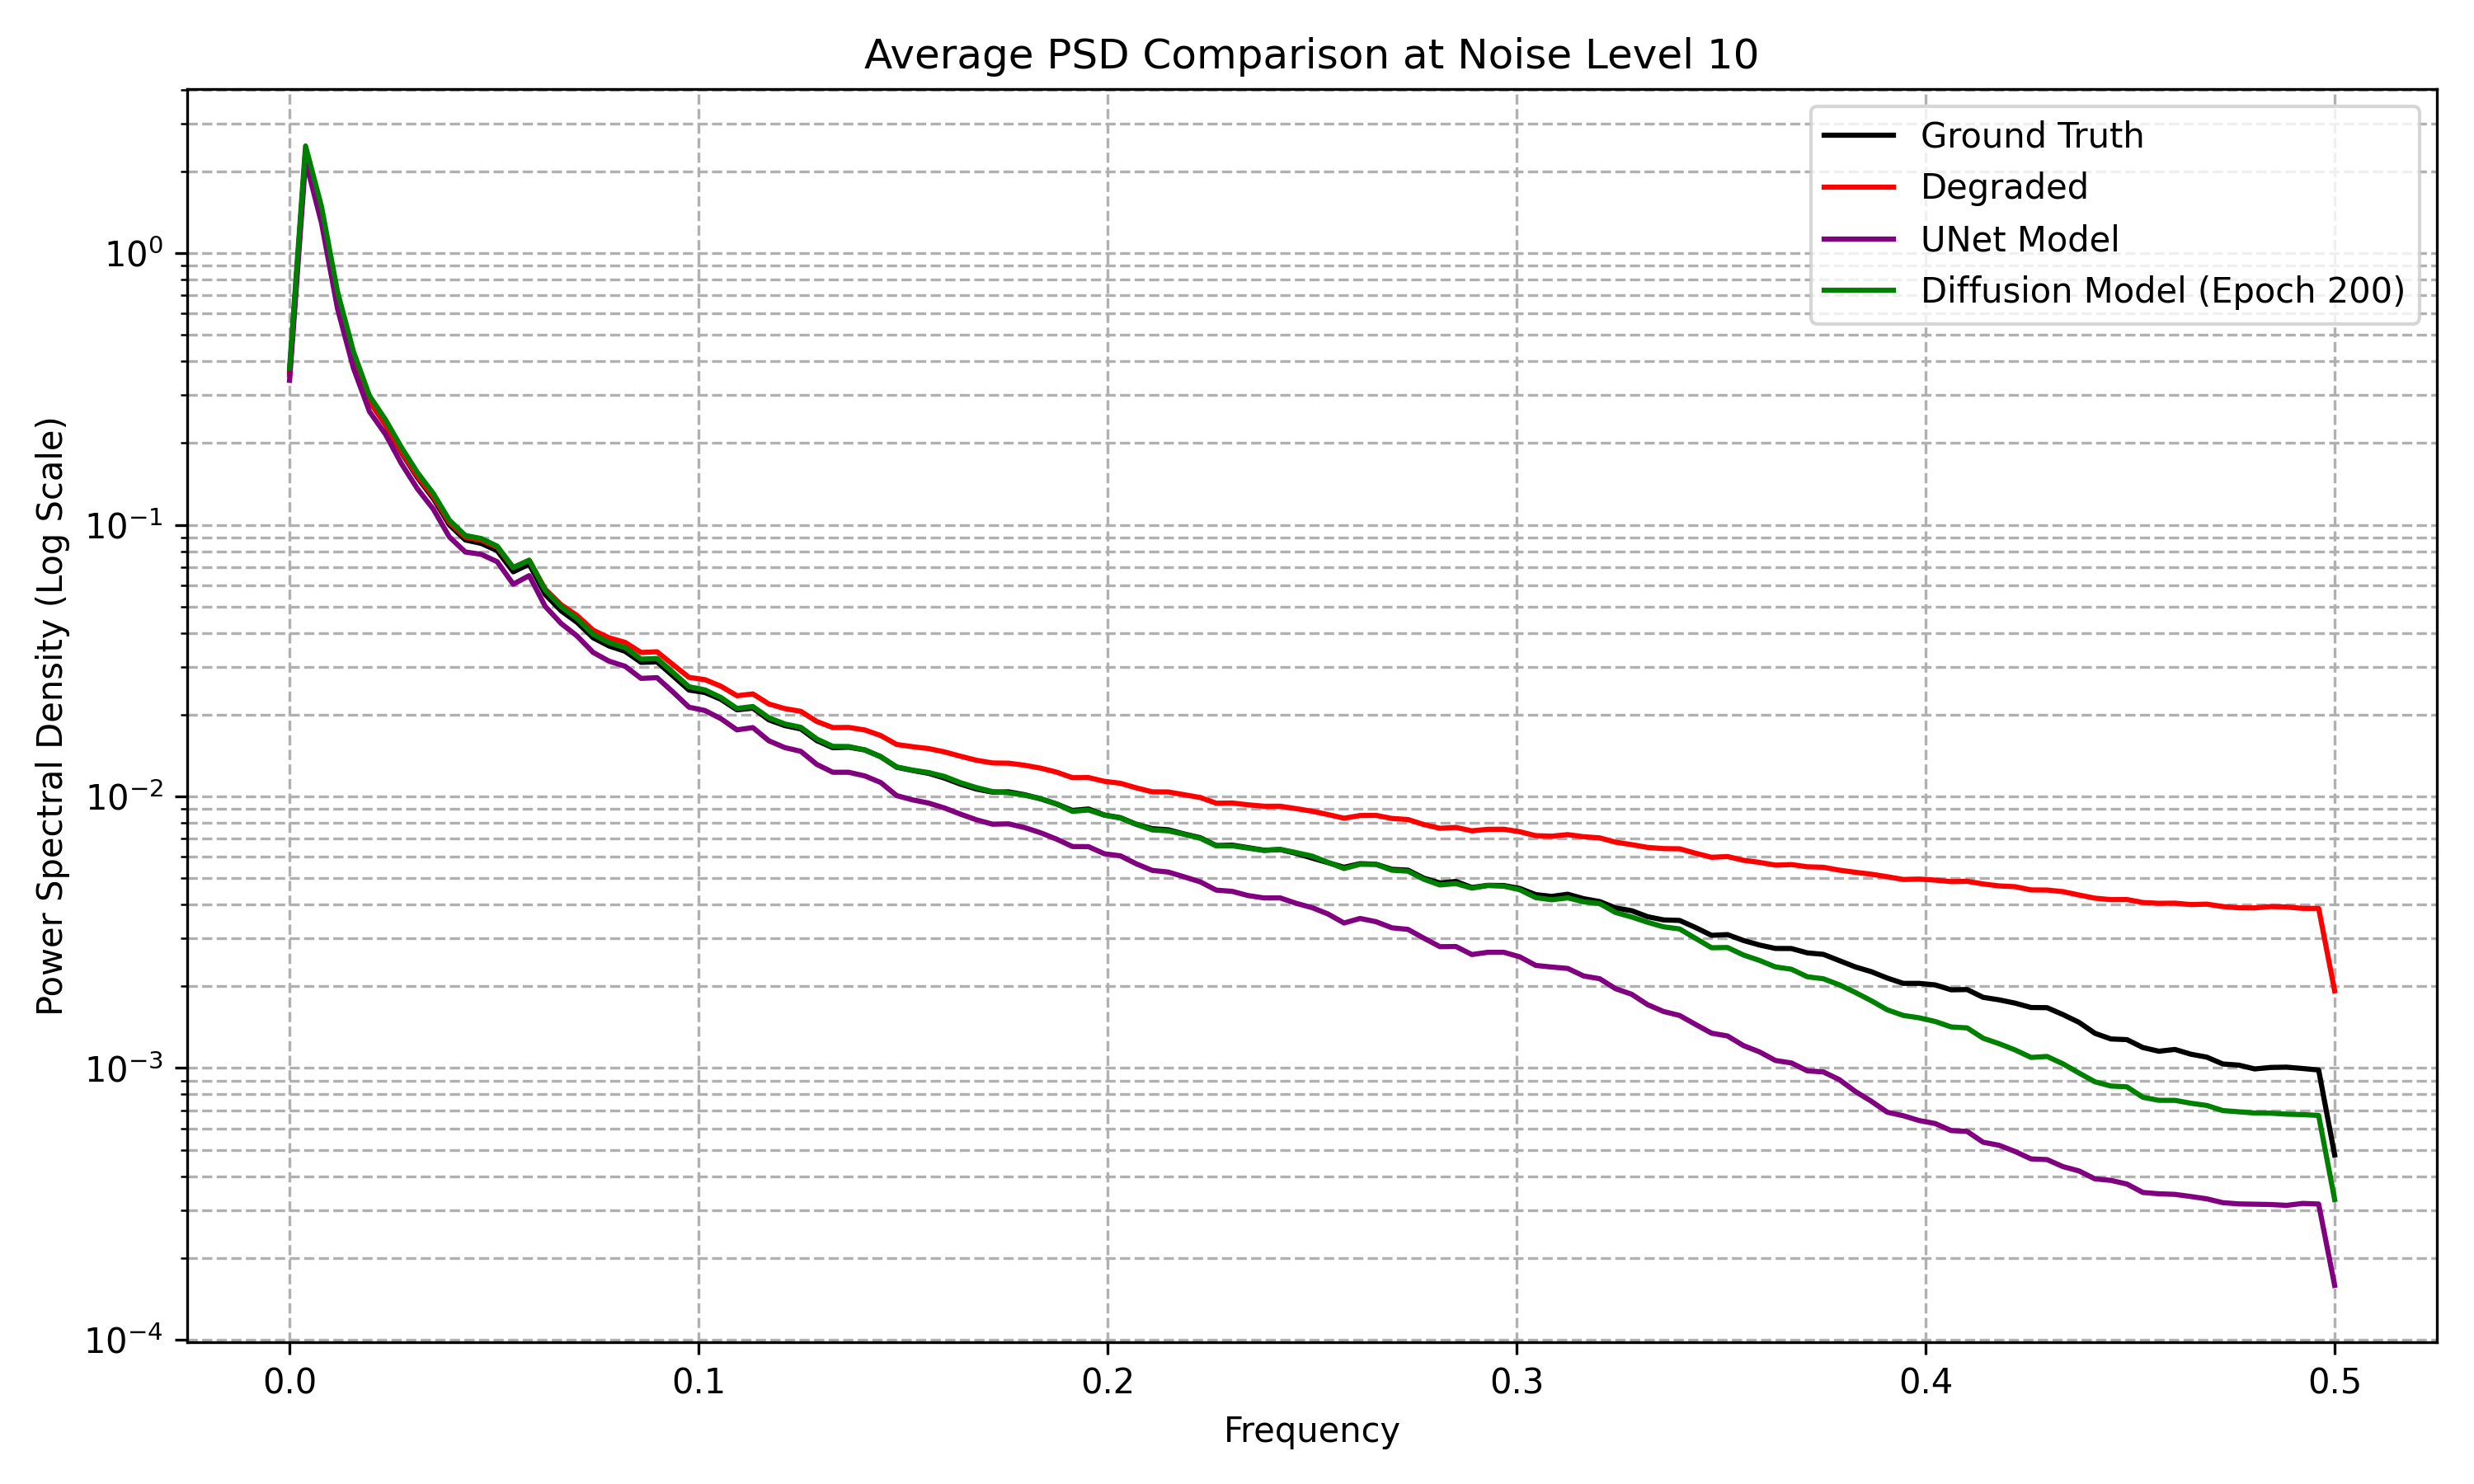 Average PSD Comparison at Noise Level 10
Ground Truth
Degraded
UNet Model
Diffusion Model (Epoch 200)
Power Spectral Density (Log Scale)
10⁰
10⁻¹
10⁻²
10⁻³
10⁻⁴
0.0 0.1 0.2 0.3 0.4 0.5
Frequency